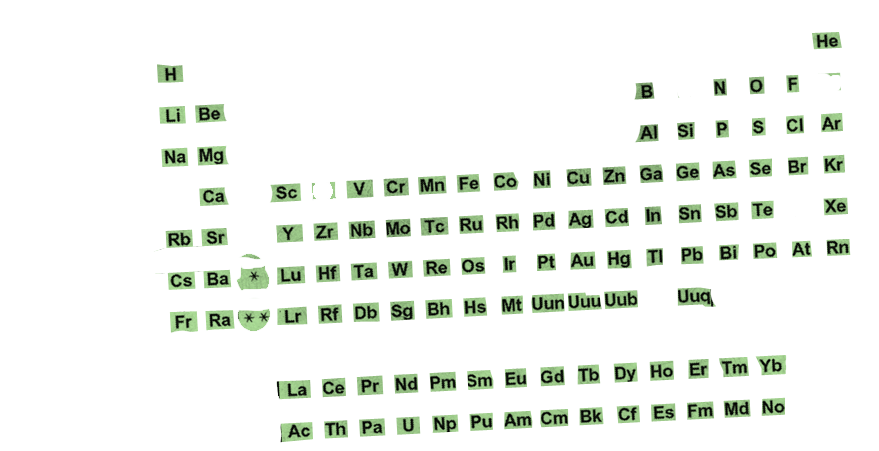 He
H
B N O F
Li Be
Al Si P S Cl Ar
Na Mg
Ca Sc V Cr Mn Fe Co Ni Cu Zn Ga Ge As Se Br Kr
Rb Sr Y Zr Nb Mo Tc Ru Rh Pd Ag Cd In Sn Sb Te Xe
Cs Ba * Lu Hf Ta W Re Os Ir Pt Au Hg Tl Pb Bi Po At Rn
Fr Ra ** Lr Rf Db Sg Bh Hs Mt Uun Uuu Uub Uuq
La Ce Pr Nd Pm Sm Eu Gd Tb Dy Ho Er Tm Yb
Ac Th Pa U Np Pu Am Cm Bk Cf Es Fm Md No